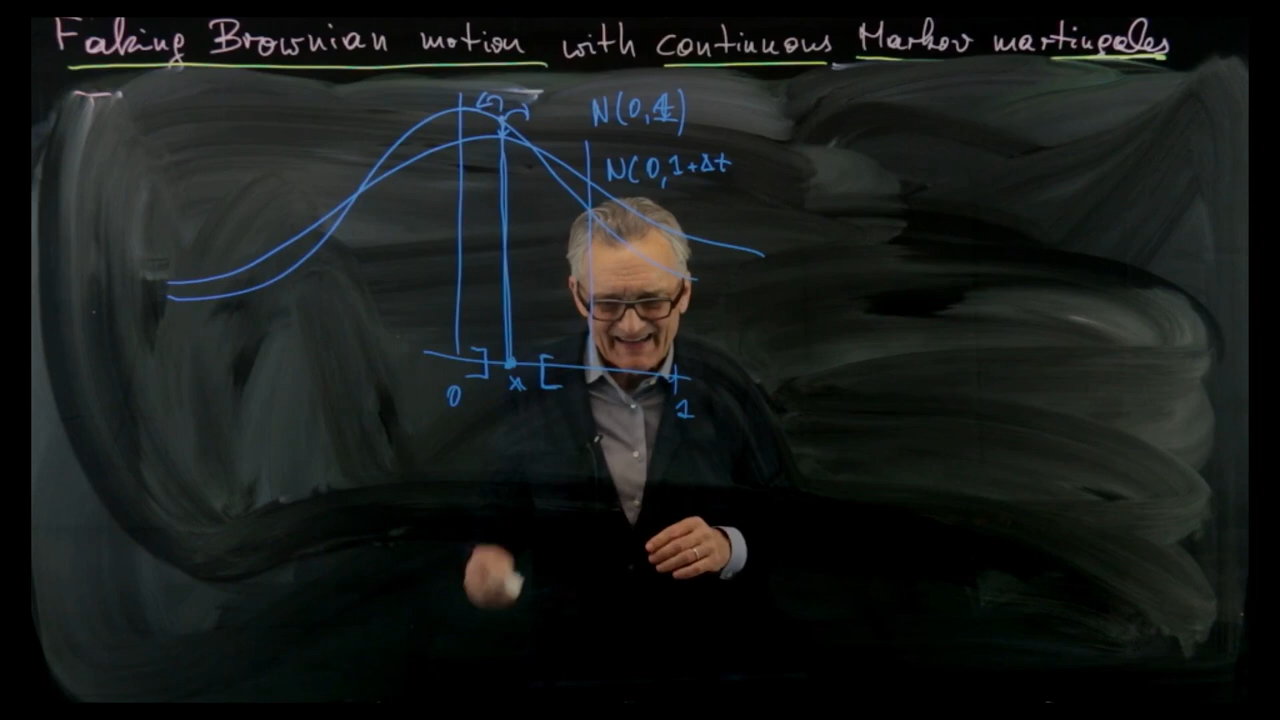 Faking Brownian motion with continuous Markov martingales
N(0,1)
N(0,1+Δt
0 ] x [ 1